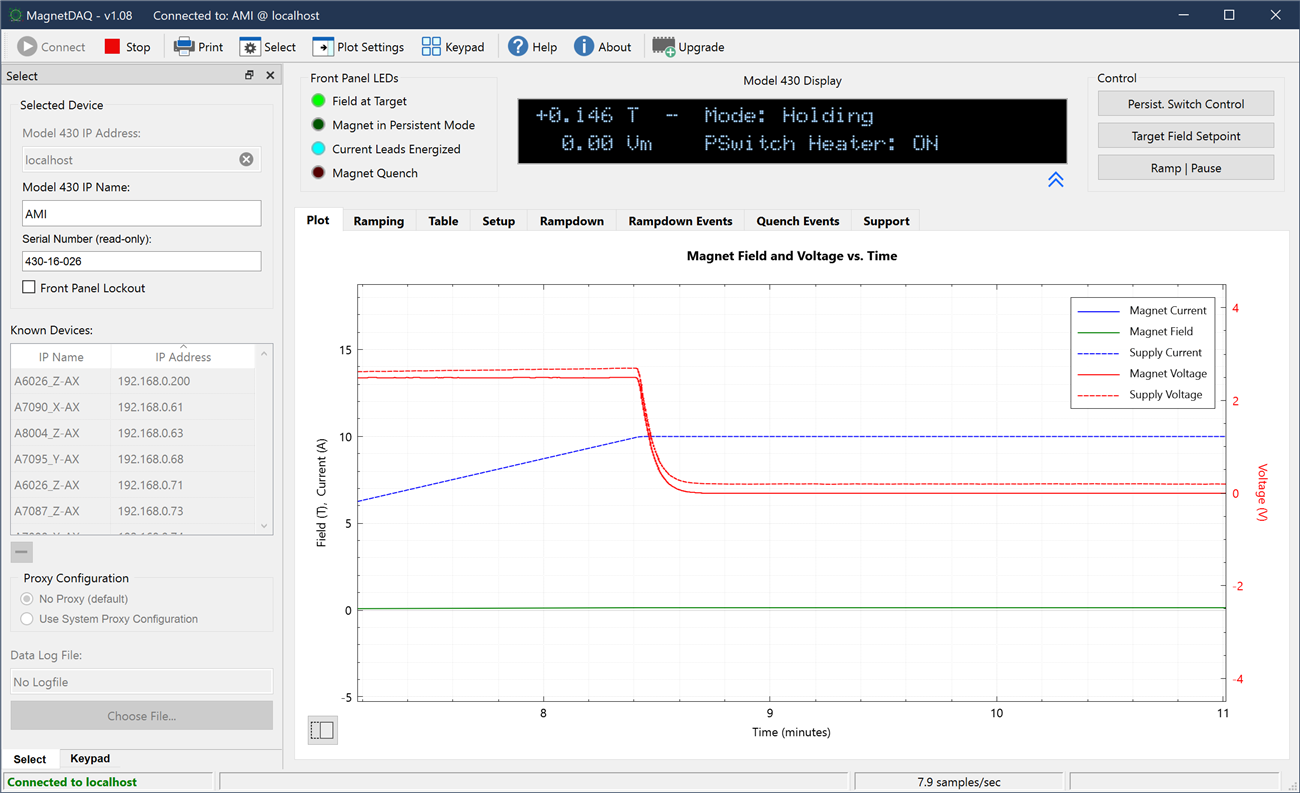 MagnetDAQ - v1.08 Connected to: AMI @ localhost
Connect Stop Print Select Plot Settings Keypad Help About Upgrade
Select
Selected Device
Model 430 IP Address:
localhost
Model 430 IP Name:
AMI
Serial Number (read-only):
430-16-026
Front Panel Lockout
Known Devices:
IP Name IP Address
A6026_Z-AX 192.168.0.200
A7090_X-AX 192.168.0.61
A8004_Z-AX 192.168.0.63
A7095_Y-AX 192.168.0.68
A6026_Z-AX 192.168.0.71
A7087_Z-AX 192.168.0.73
Proxy Configuration
No Proxy (default)
Use System Proxy Configuration
Data Log File:
No Logfile
Choose File...
Select Keypad
Connected to localhost
Front Panel LEDs
Field at Target
Magnet in Persistent Mode
Current Leads Energized
Magnet Quench
Model 430 Display
+0.146 T -- Mode: Holding
0.00 Vm PSwitch Heater: ON
Control
Persist. Switch Control
Target Field Setpoint
Ramp | Pause
Plot Ramping Table Setup Rampdown Rampdown Events Quench Events Support
Magnet Field and Voltage vs. Time
Magnet Current
Magnet Field
Supply Current
Magnet Voltage
Supply Voltage
Field (T), Current (A)
15
10
5
0
-5
4
2
0
-2
-4
Voltage (V)
8 9 10 11
Time (minutes)
7.9 samples/sec